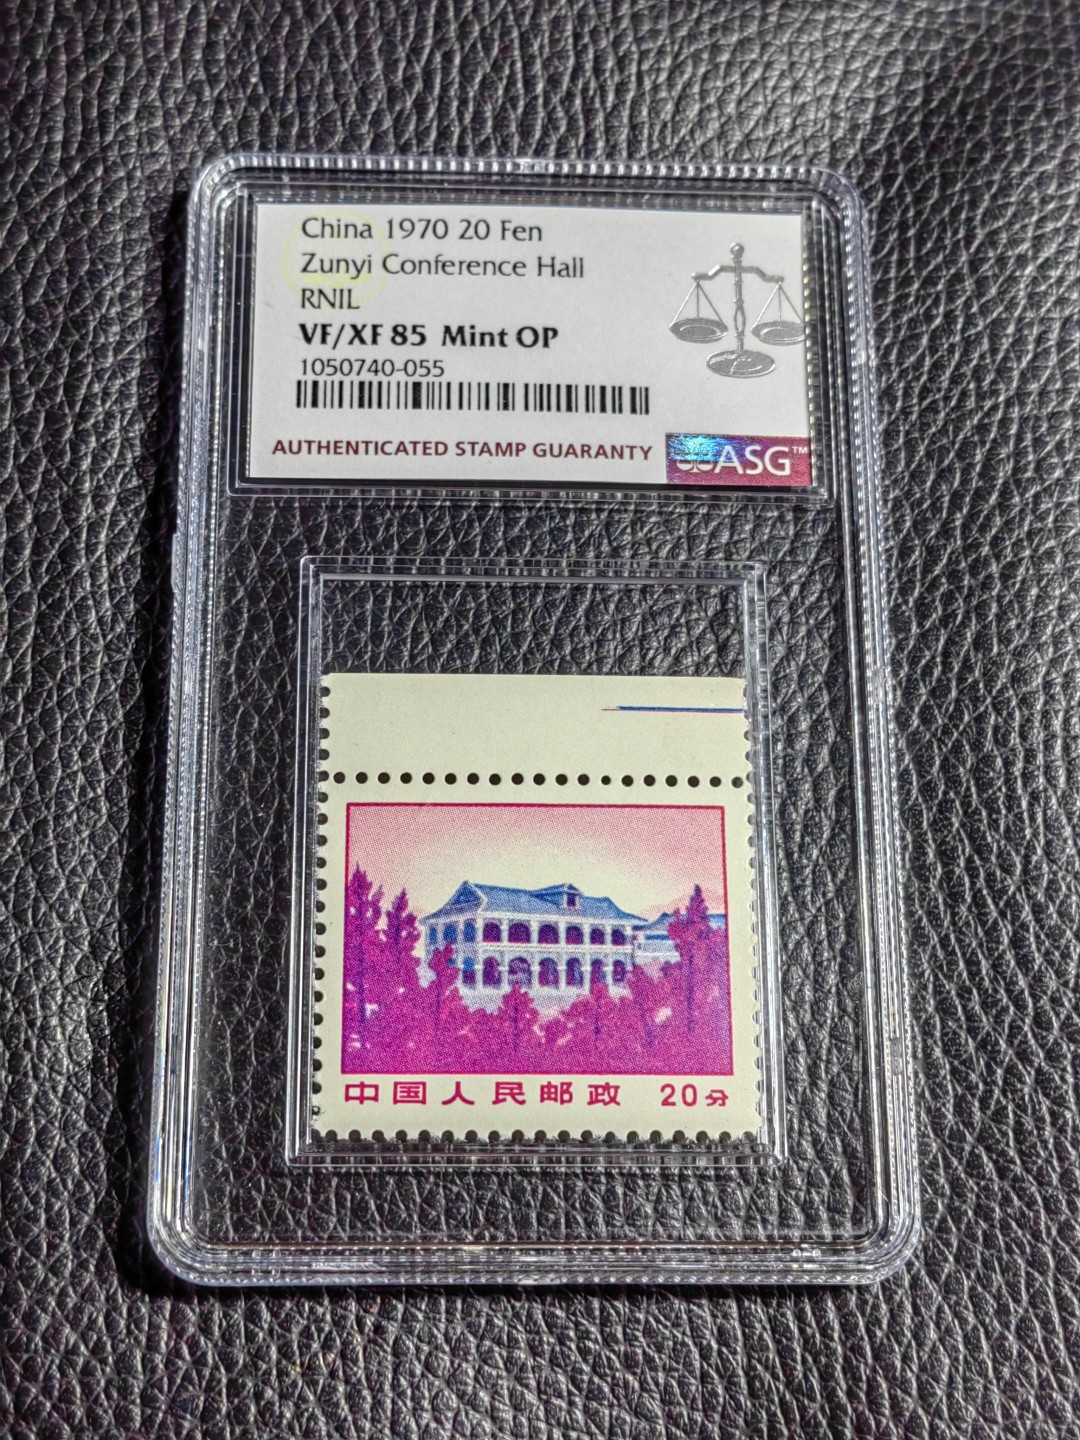 China 1970 20 Fen
Zunyi Conference Hall
RNIL
VF/XF 85 Mint OP
1050740-055
AUTHENTICATED STAMP GUARANTY
ASG™
中国人民邮政 20分